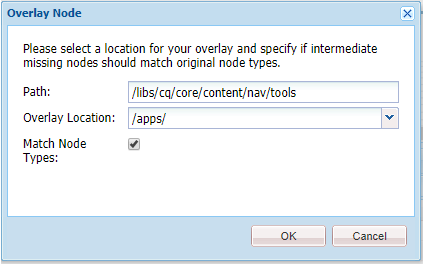 Overlay Node
Please select a location for your overlay and specify if intermediate
missing nodes should match original node types.
Path: /libs/cq/core/content/nav/tools
Overlay Location: /apps/
Match Node
Types:
OK Cancel